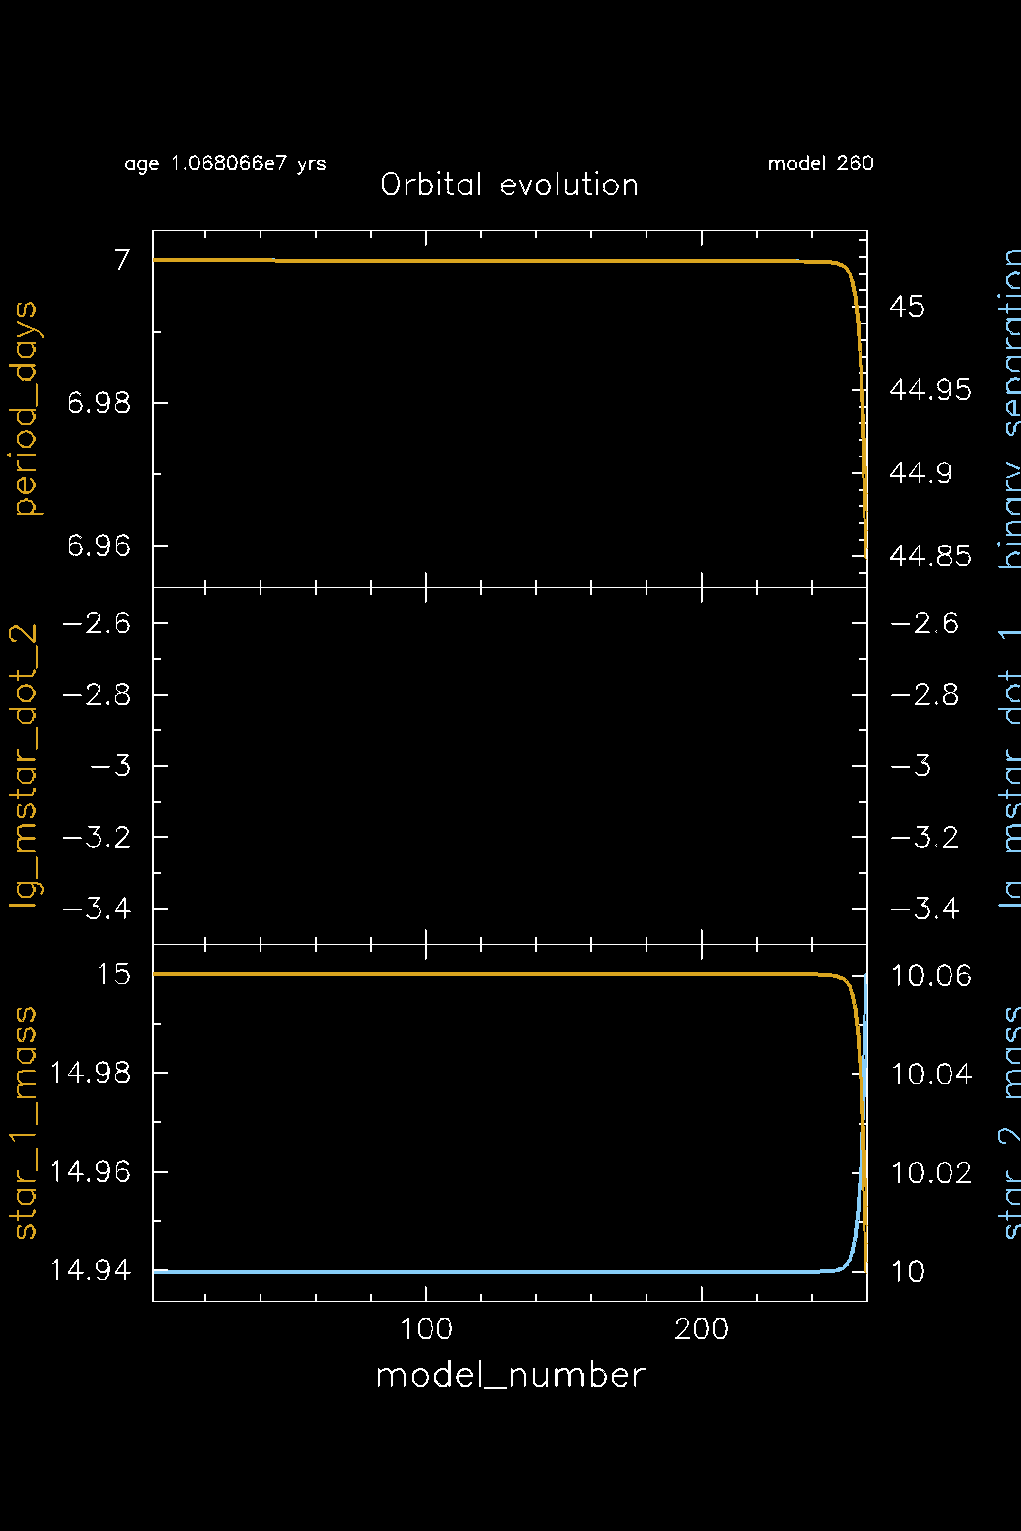 age 1.068066e7 yrs
model 260
Orbital evolution
period_days
7
6.98
6.96
45
44.95
44.9
44.85
binary separation
lg_mstar_dot_2
−2.6
−2.8
−3
−3.2
−3.4
−2.6
−2.8
−3
−3.2
−3.4
lg_mstar_dot_1
star_1_mass
15
14.98
14.96
14.94
10.06
10.04
10.02
10
star_2_mass
100
200
model_number